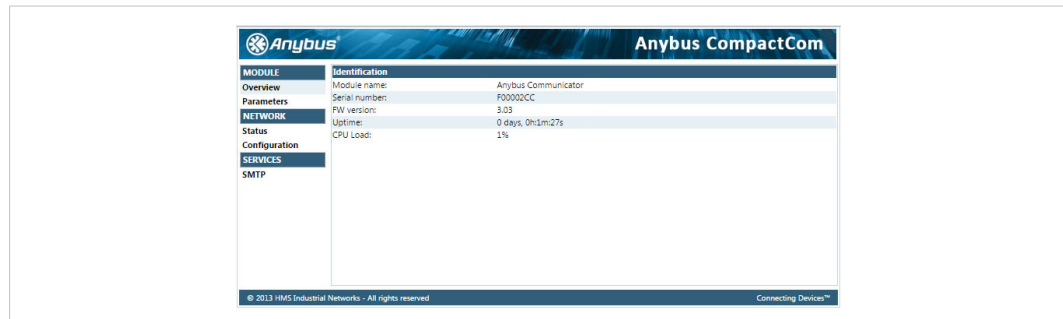 Anybus®
Anybus CompactCom
MODULE
Overview
Parameters
NETWORK
Status
Configuration
SERVICES
SMTP
Identification
Module name: Anybus Communicator
Serial number: F00002CC
FW version: 3.03
Uptime: 0 days, 0h:1m:27s
CPU Load: 1%
© 2013 HMS Industrial Networks - All rights reserved
Connecting Devices™